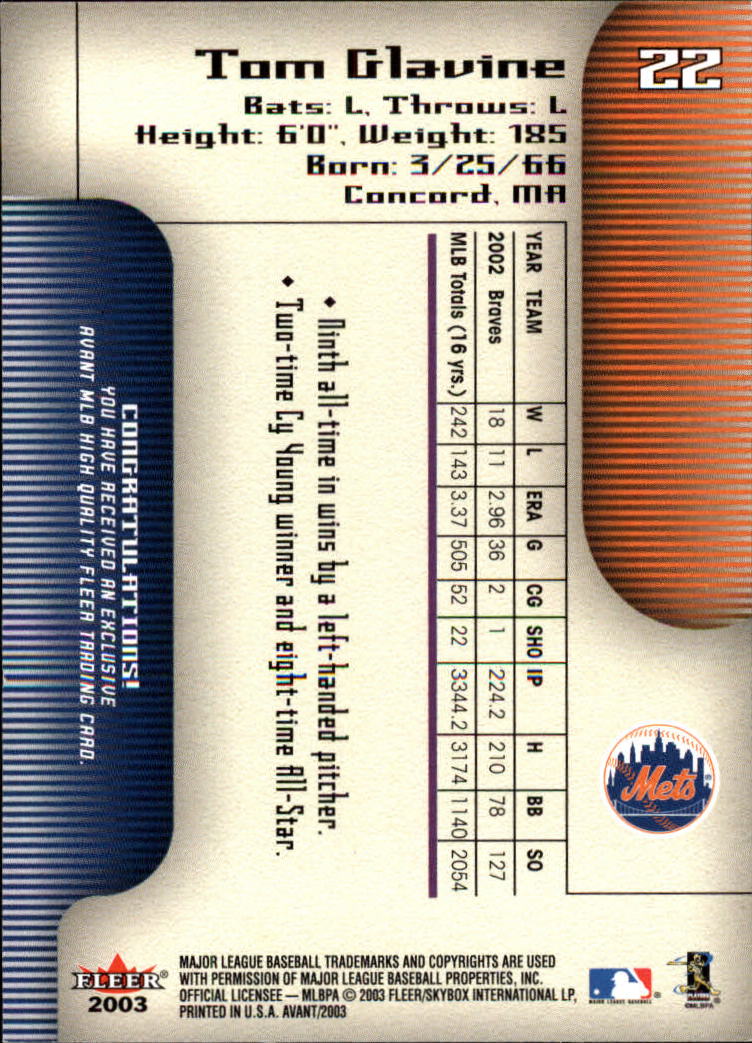 22
Tom Glavine
Bats: L, Throws: L
Height: 6'0", Weight: 185
Born: 3/25/66
Concord, MA
YEAR TEAM W L ERA G CG SHO IP H BB SO
2002 Braves 18 11 2.96 36 2 1 224.2 210 78 127
MLB Totals (16 yrs.) 242 143 3.37 505 52 22 3344.2 3174 1140 2054
♦ Ninth all-time in wins by a left-handed pitcher.
♦ Two-time Cy Young winner and eight-time All-Star.
Mets®
CONGRATULATIONS!
YOU HAVE RECEIVED AN EXCLUSIVE
AVANT MLB HIGH QUALITY FLEER TRADING CARD.
FLEER®
2003
MAJOR LEAGUE BASEBALL TRADEMARKS AND COPYRIGHTS ARE USED
WITH PERMISSION OF MAJOR LEAGUE BASEBALL PROPERTIES, INC.
OFFICIAL LICENSEE — MLBPA © 2003 FLEER/SKYBOX INTERNATIONAL LP,
PRINTED IN U.S.A. AVANT/2003
MAJOR LEAGUE BASEBALL®
©MLBPA